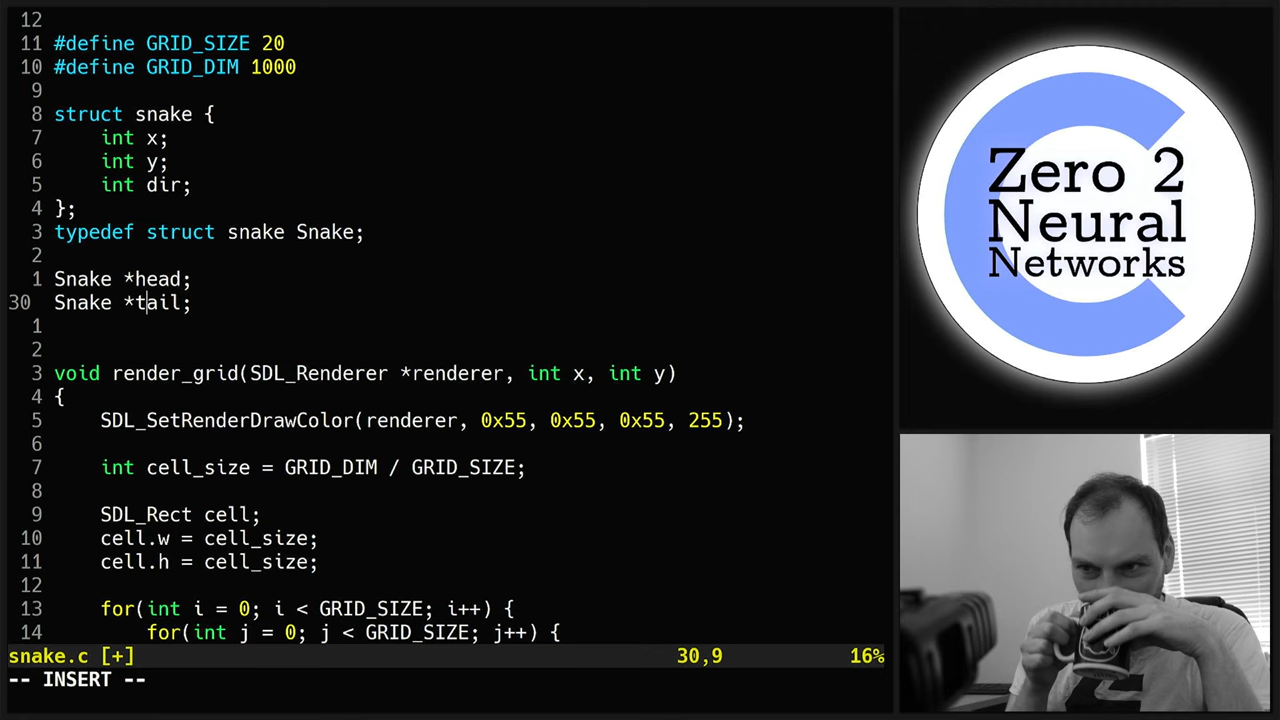 12
11 #define GRID_SIZE 20
10 #define GRID_DIM 1000
9
8 struct snake {
7 int x;
6 int y;
5 int dir;
4 };
3 typedef struct snake Snake;
2
1 Snake *head;
30 Snake *tail;
1
2
3 void render_grid(SDL_Renderer *renderer, int x, int y)
4 {
5 SDL_SetRenderDrawColor(renderer, 0x55, 0x55, 0x55, 255);
6
7 int cell_size = GRID_DIM / GRID_SIZE;
8
9 SDL_Rect cell;
10 cell.w = cell_size;
11 cell.h = cell_size;
12
13 for(int i = 0; i < GRID_SIZE; i++) {
14 for(int j = 0; j < GRID_SIZE; j++) {
snake.c [+] 30,9 16%
-- INSERT --
Zero 2
Neural
Networks